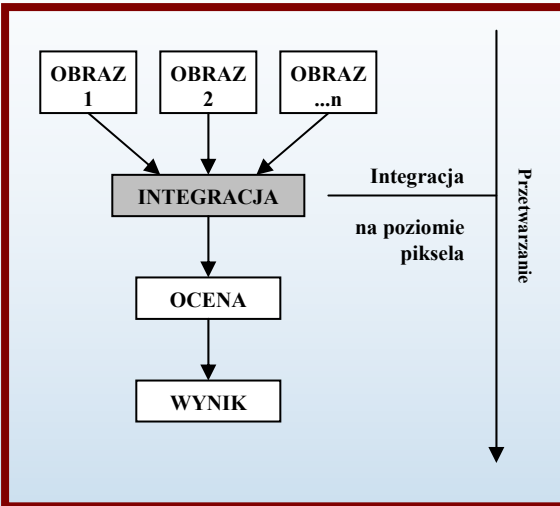 OBRAZ
1
OBRAZ
2
OBRAZ
...n
INTEGRACJA
Integracja
na poziomie
piksela
Przetwarzanie
OCENA
WYNIK